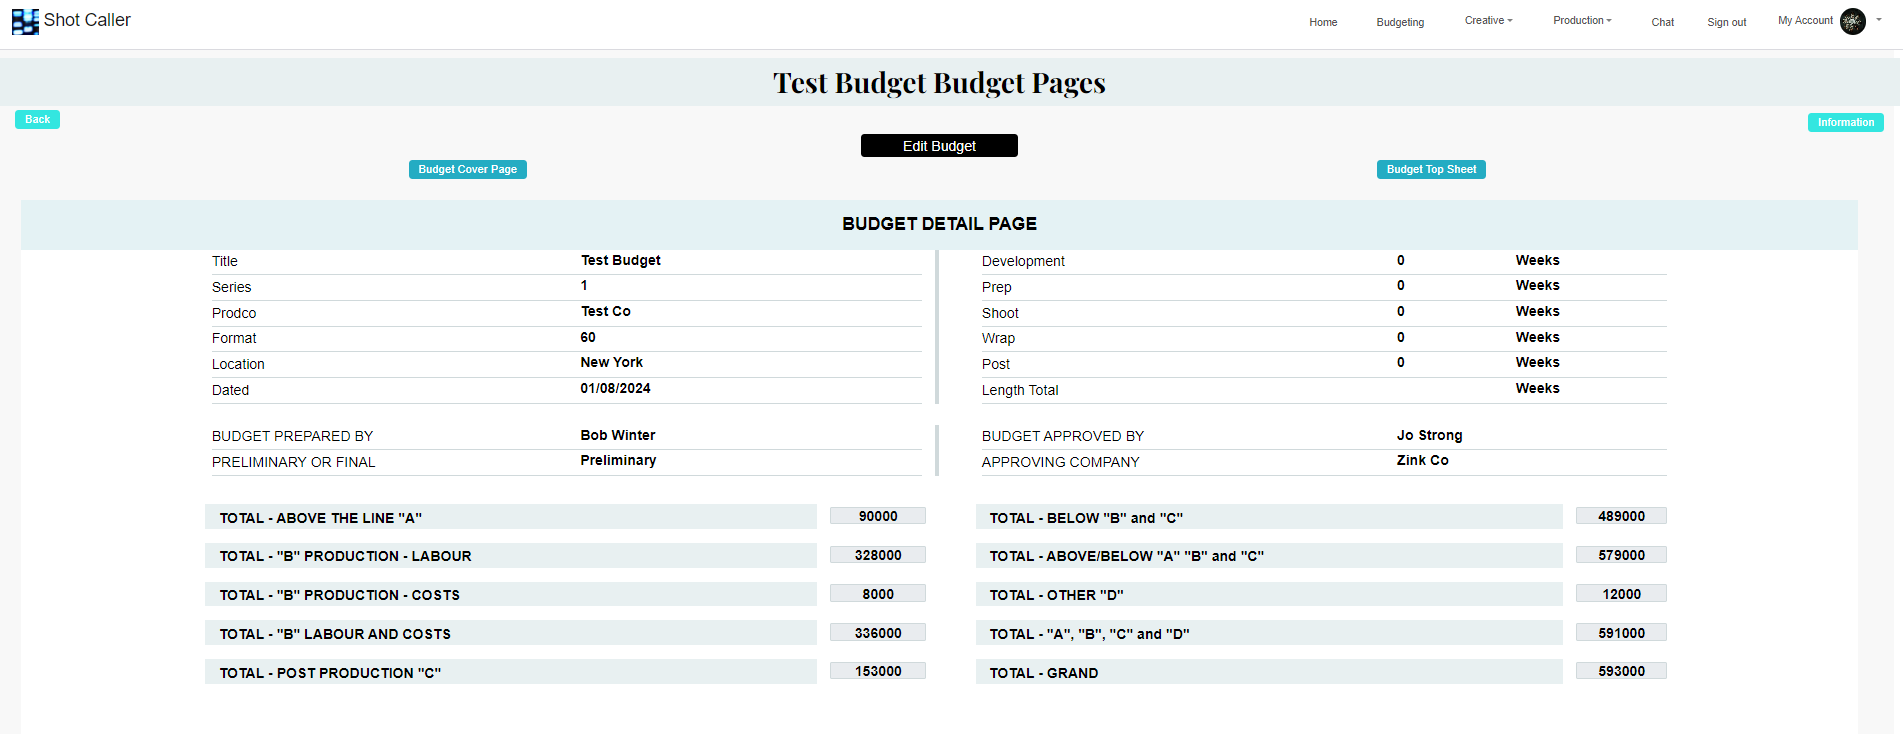 Shot Caller
Home Budgeting Creative Production Chat Sign out My Account
Test Budget Budget Pages
Back
Information
Edit Budget
Budget Cover Page
Budget Top Sheet
BUDGET DETAIL PAGE
Title Test Budget
Series 1
Prodco Test Co
Format 60
Location New York
Dated 01/08/2024
Development 0 Weeks
Prep 0 Weeks
Shoot 0 Weeks
Wrap 0 Weeks
Post 0 Weeks
Length Total Weeks
BUDGET PREPARED BY Bob Winter
PRELIMINARY OR FINAL Preliminary
BUDGET APPROVED BY Jo Strong
APPROVING COMPANY Zink Co
TOTAL - ABOVE THE LINE "A" 90000
TOTAL - "B" PRODUCTION - LABOUR 328000
TOTAL - "B" PRODUCTION - COSTS 8000
TOTAL - "B" LABOUR AND COSTS 336000
TOTAL - POST PRODUCTION "C" 153000
TOTAL - BELOW "B" and "C" 489000
TOTAL - ABOVE/BELOW "A" "B" and "C" 579000
TOTAL - OTHER "D" 12000
TOTAL - "A", "B", "C" and "D" 591000
TOTAL - GRAND 593000